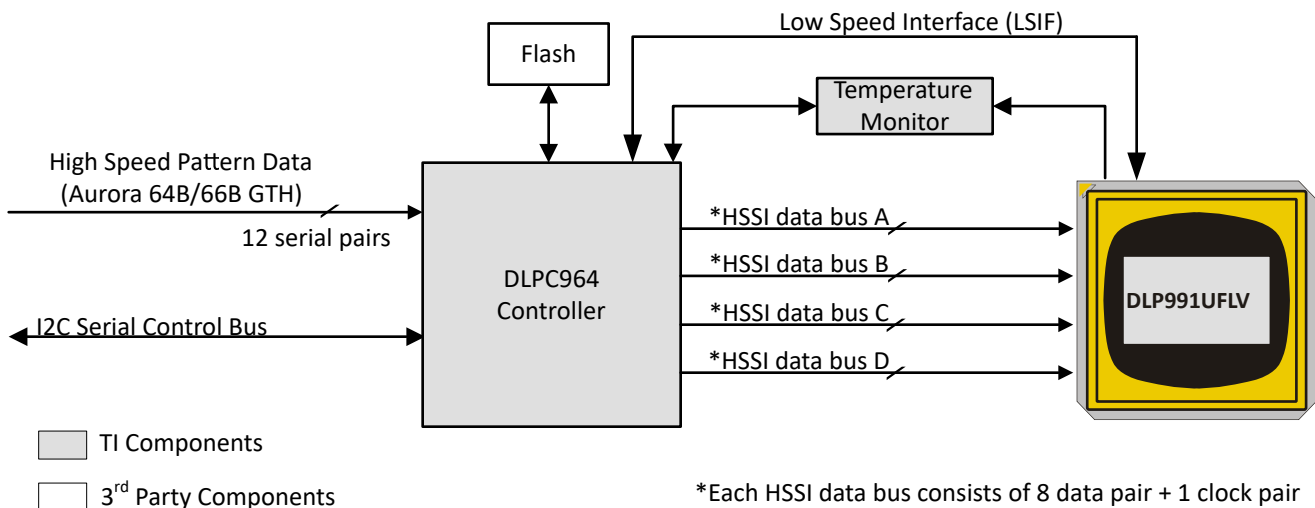 Low Speed Interface (LSIF)
Flash
Temperature
Monitor
High Speed Pattern Data
(Aurora 64B/66B GTH)
12 serial pairs
*HSSI data bus A
*HSSI data bus B
DLPC964
Controller
DLP991UFLV
*HSSI data bus C
I2C Serial Control Bus
*HSSI data bus D
TI Components
3rd Party Components
*Each HSSI data bus consists of 8 data pair + 1 clock pair